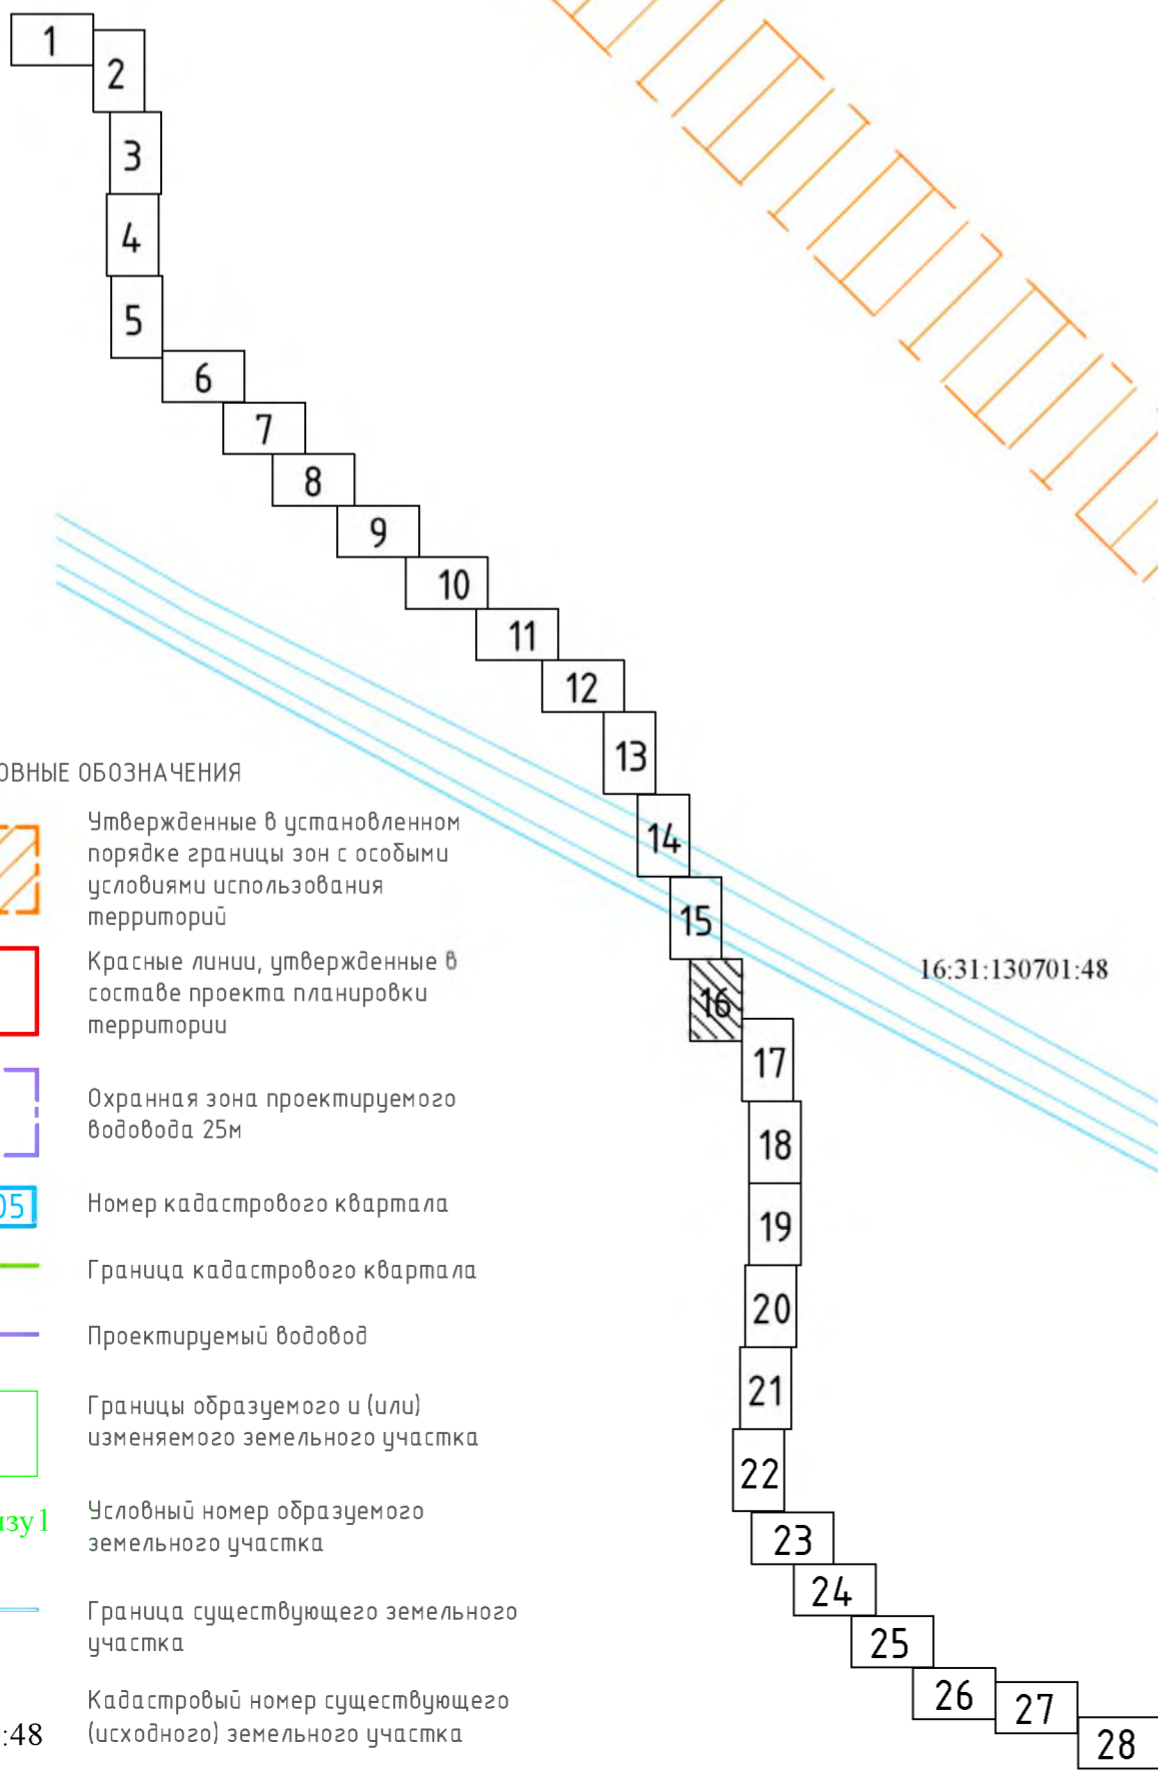 1
2
3
4
5
6
7
8
9
10
11
12
13
14
15
16
17
18
19
20
21
22
23
24
25
26
27
28
16:31:130701:48
ОВНЫЕ ОБОЗНАЧЕНИЯ
Утвержденные в установленном
порядке границы зон с особыми
условиями использования
территорий
Красные линии, утвержденные в
составе проекта планировки
территории
Охранная зона проектируемого
водовода 25м
05
Номер кадастрового квартала
Граница кадастрового квартала
Проектируемый водовод
Границы образуемого и (или)
изменяемого земельного участка
зу1
Условный номер образуемого
земельного участка
Граница существующего земельного
участка
:48
Кадастровый номер существующего
(исходного) земельного участка